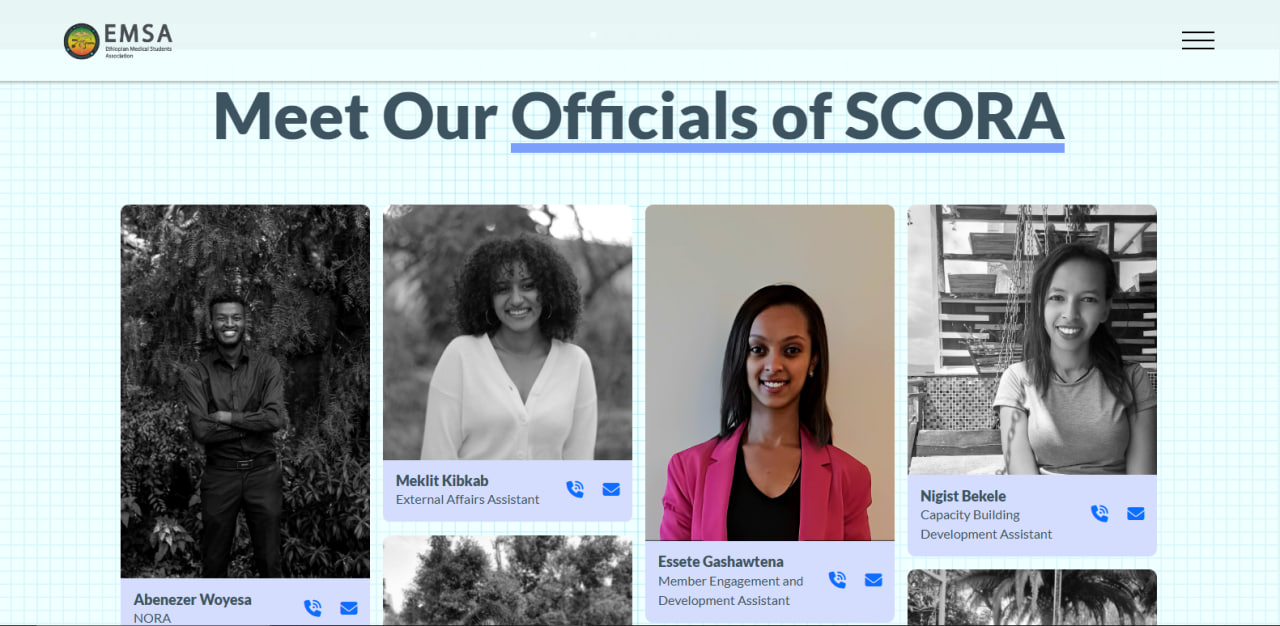 EMSA
Ethiopian Medical Students
Association
Meet Our Officials of SCORA
Meklit Kibkab
External Affairs Assistant
Nigist Bekele
Capacity Building
Development Assistant
Essete Gashawtena
Member Engagement and
Development Assistant
Abenezer Woyesa
NORA